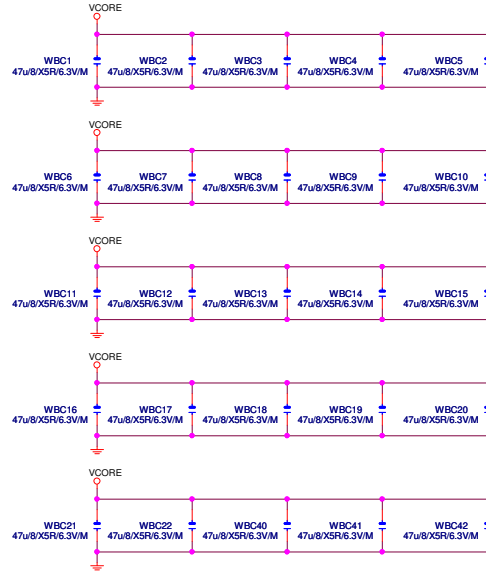 VCORE
WBC1 WBC2 WBC3 WBC4 WBC5
47u/8/X5R/6.3V/M 47u/8/X5R/6.3V/M 47u/8/X5R/6.3V/M 47u/8/X5R/6.3V/M 47u/8/X5R/6.3V/M
VCORE
WBC6 WBC7 WBC8 WBC9 WBC10
47u/8/X5R/6.3V/M 47u/8/X5R/6.3V/M 47u/8/X5R/6.3V/M 47u/8/X5R/6.3V/M 47u/8/X5R/6.3V/M
VCORE
WBC11 WBC12 WBC13 WBC14 WBC15
47u/8/X5R/6.3V/M 47u/8/X5R/6.3V/M 47u/8/X5R/6.3V/M 47u/8/X5R/6.3V/M 47u/8/X5R/6.3V/M
VCORE
WBC16 WBC17 WBC18 WBC19 WBC20
47u/8/X5R/6.3V/M 47u/8/X5R/6.3V/M 47u/8/X5R/6.3V/M 47u/8/X5R/6.3V/M 47u/8/X5R/6.3V/M
VCORE
WBC21 WBC22 WBC40 WBC41 WBC42
47u/8/X5R/6.3V/M 47u/8/X5R/6.3V/M 47u/8/X5R/6.3V/M 47u/8/X5R/6.3V/M 47u/8/X5R/6.3V/M